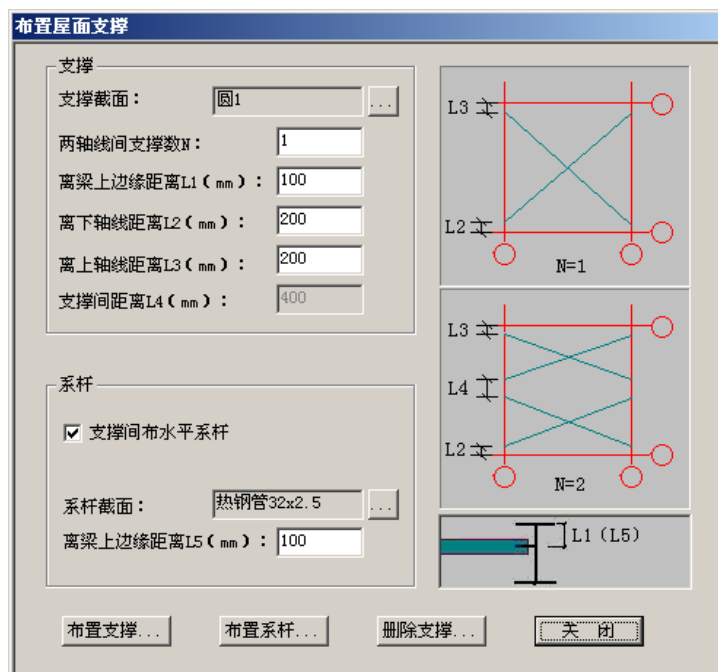 布置屋面支撑
支撑
支撑截面：
圆1
...
两轴线间支撑数N：
1
离梁上边缘距离L1(mm)：
100
离下轴线距离L2(mm)：
200
离上轴线距离L3(mm)：
200
支撑间距离L4(mm)：
400
系杆
支撑间布水平系杆
系杆截面：
热钢管32x2.5
...
离梁上边缘距离L5(mm)：
100
L3
L2
N=1
L3
L4
L2
N=2
L1(L5)
布置支撑...
布置系杆...
删除支撑...
关 闭